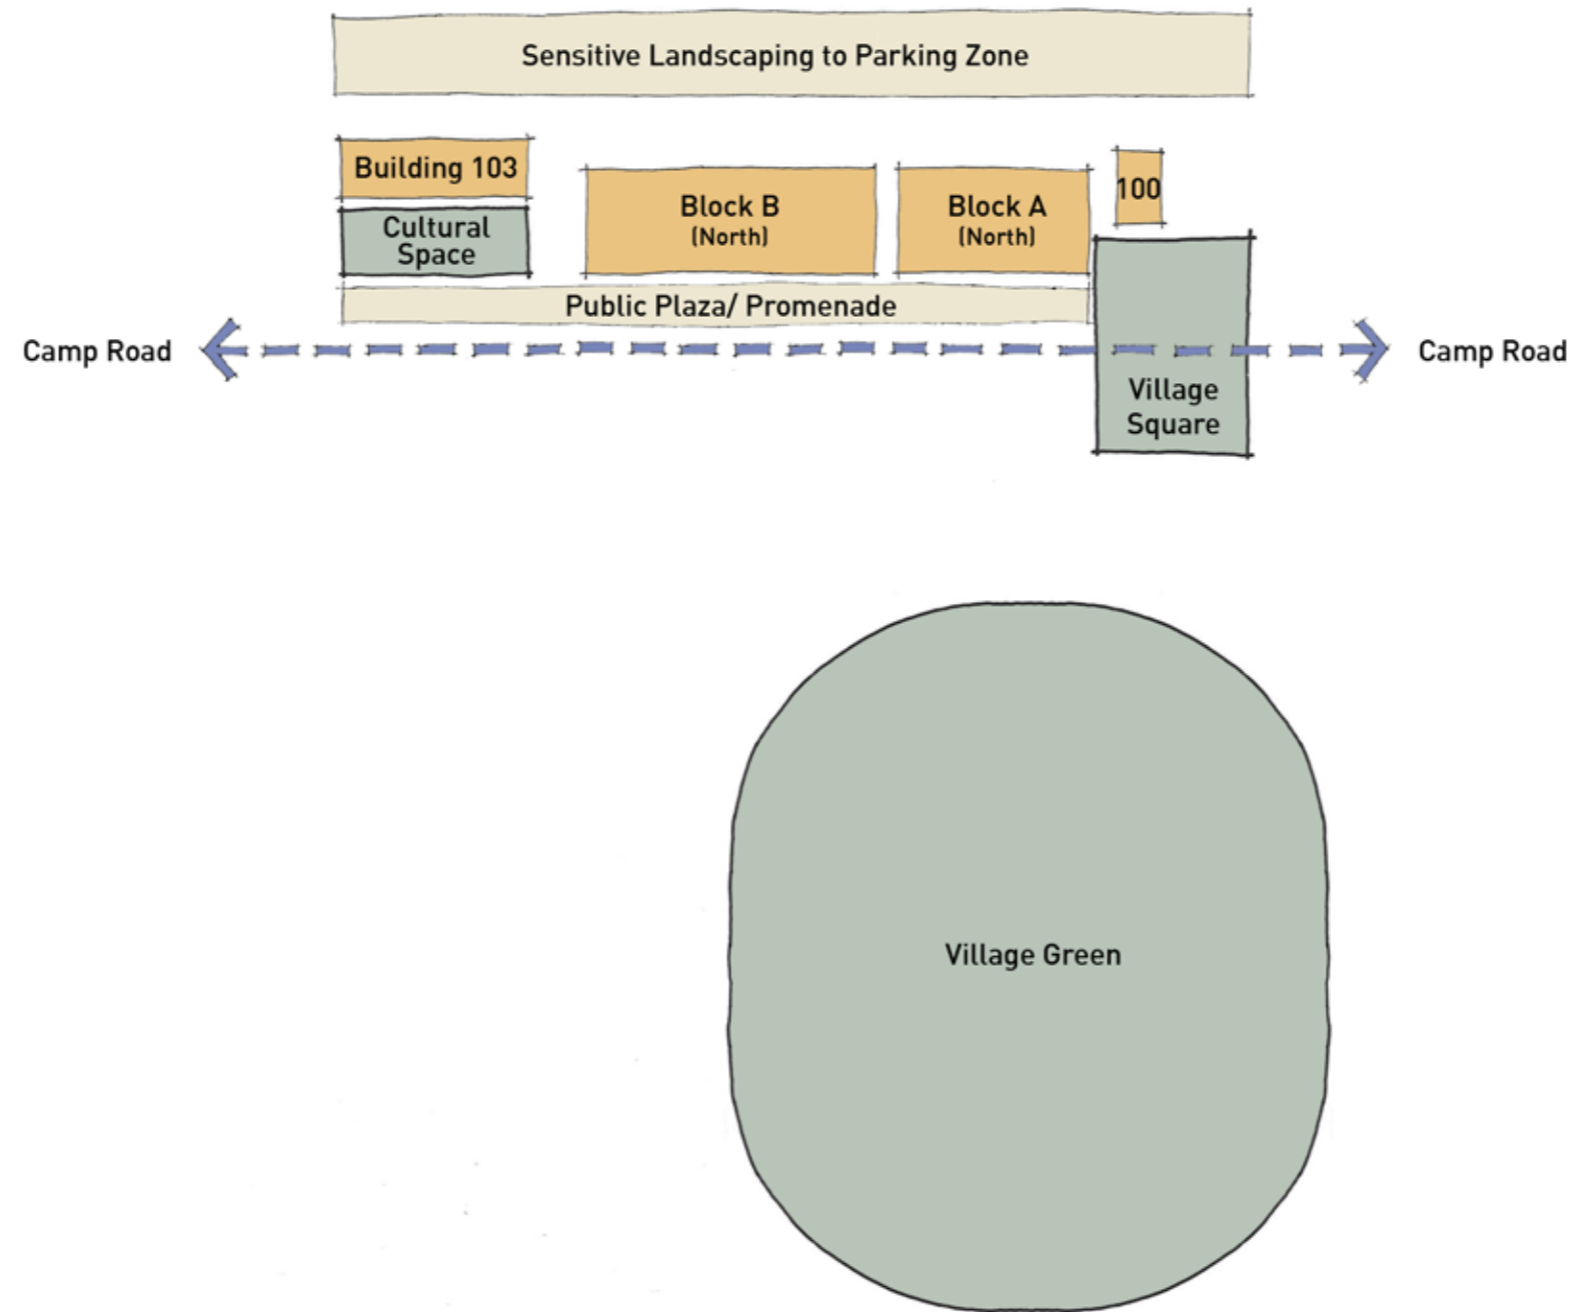 Sensitive Landscaping to Parking Zone
Building 103
Cultural
Space
Block B
(North)
Block A
(North)
100
Public Plaza/ Promenade
Camp Road
Camp Road
Village
Square
Village Green